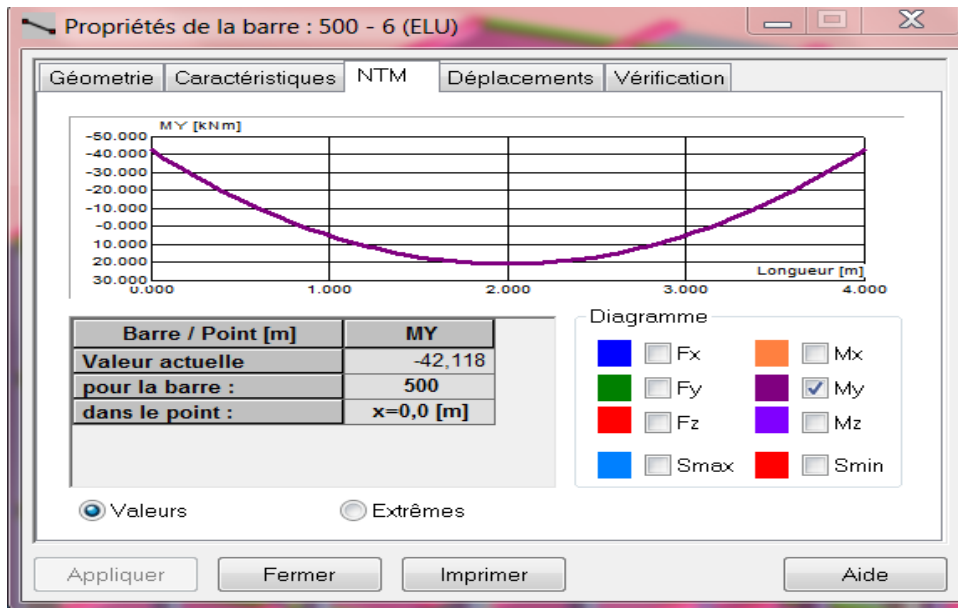 Propriétés de la barre : 500 - 6 (ELU)
Géometrie Caractéristiques NTM Déplacements Vérification
MY [kNm]
-50.000
-40.000
-30.000
-20.000
-10.000
-0.000
10.000
20.000
30.000
Longueur [m]
0.000 1.000 2.000 3.000 4.000
Barre / Point [m] MY
Valeur actuelle -42,118
pour la barre : 500
dans le point : x=0,0 [m]
Diagramme
Fx Mx
Fy My
Fz Mz
Smax Smin
Valeurs Extrêmes
Appliquer Fermer Imprimer Aide